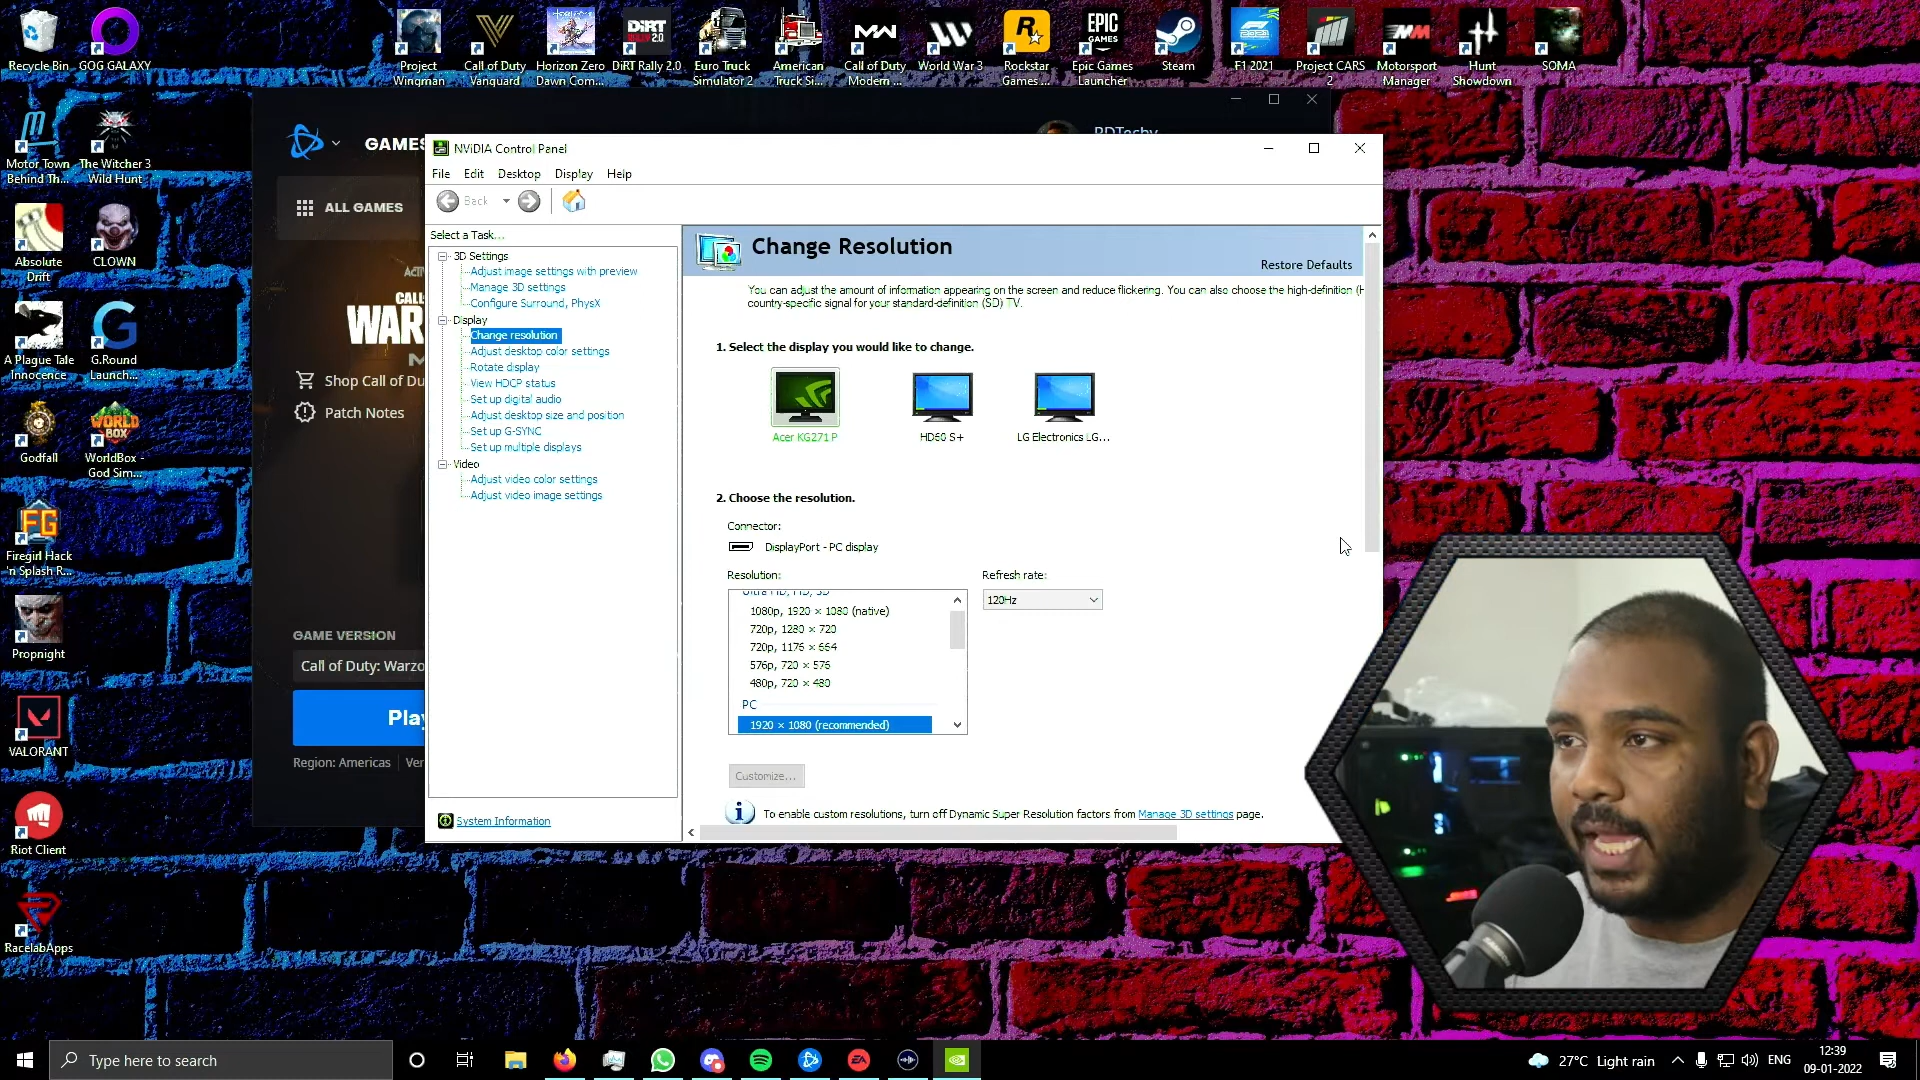 Recycle Bin
GOG GALAXY
Project
Wingman
Call of Duty
Vanguard
Horizon Zero
Dawn Com...
DiRT Rally 2.0
Euro Truck
Simulator 2
American
Truck Si...
Call of Duty
Modern ...
World War 3
Rockstar
Games ...
EPIC
GAMES
Epic Games
Launcher
Steam
F1 2021
Project CARS
2
Motorsport
Manager
Hunt
Showdown
SOMA
Motor Town
Behind Th...
The Witcher 3
Wild Hunt
Absolute
Drift
CLOWN
A Plague Tale
Innocence
G.Round
Launch...
Godfall
WORLD
BOX
WorldBox -
God Sim...
Firegirl Hack
'n Splash R...
Propnight
VALORANT
Riot Client
RacelabApps
GAMES
RDTechy
ALL GAMES
Shop Call of Du
Patch Notes
GAME VERSION
Call of Duty: Warzo
Play
Region: Americas
Ver
NVIDIA Control Panel
File Edit Desktop Display Help
Back
Select a Task...
3D Settings
Adjust image settings with preview
Manage 3D settings
Configure Surround, PhysX
Display
Change resolution
Adjust desktop color settings
Rotate display
View HDCP status
Set up digital audio
Adjust desktop size and position
Set up G-SYNC
Set up multiple displays
Video
Adjust video color settings
Adjust video image settings
System Information
Change Resolution
Restore Defaults
You can adjust the amount of information appearing on the screen and reduce flickering. You can also choose the high-definition (H
country-specific signal for your standard-definition (SD) TV.
1. Select the display you would like to change.
Acer KG271 P
HD60 S+
LG Electronics LG...
2. Choose the resolution.
Connector:
DisplayPort - PC display
Resolution:
Refresh rate:
120Hz
Ultra HD, HD, SD
1080p, 1920 × 1080 (native)
720p, 1280 × 720
720p, 1176 × 664
576p, 720 × 576
480p, 720 × 480
PC
1920 × 1080 (recommended)
Customize...
To enable custom resolutions, turn off Dynamic Super Resolution factors from Manage 3D settings page.
Type here to search
27°C Light rain
ENG
12:39
09-01-2022